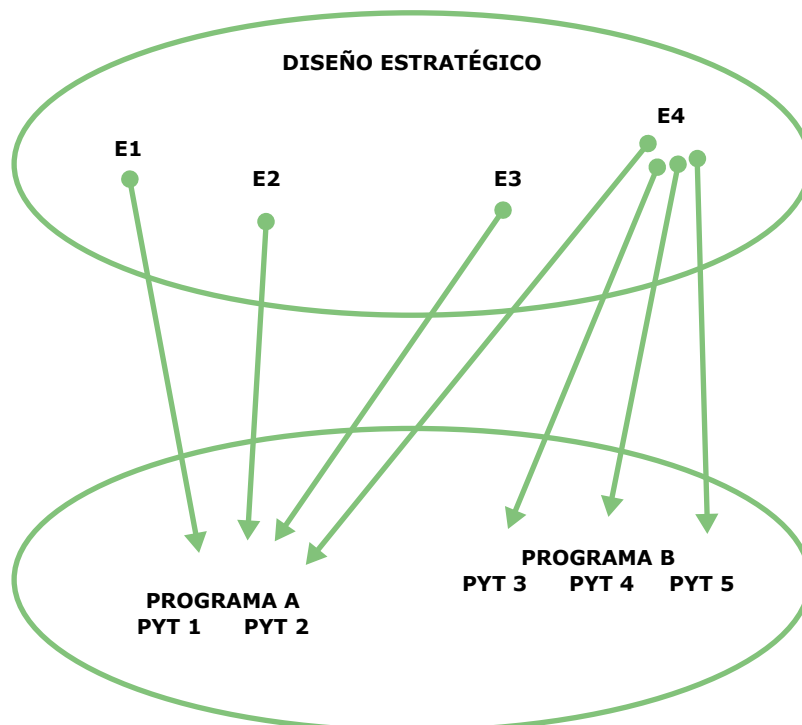 DISEÑO ESTRATÉGICO
E4
E1
E2
E3
PROGRAMA B
PYT 3 PYT 4 PYT 5
PROGRAMA A
PYT 1 PYT 2